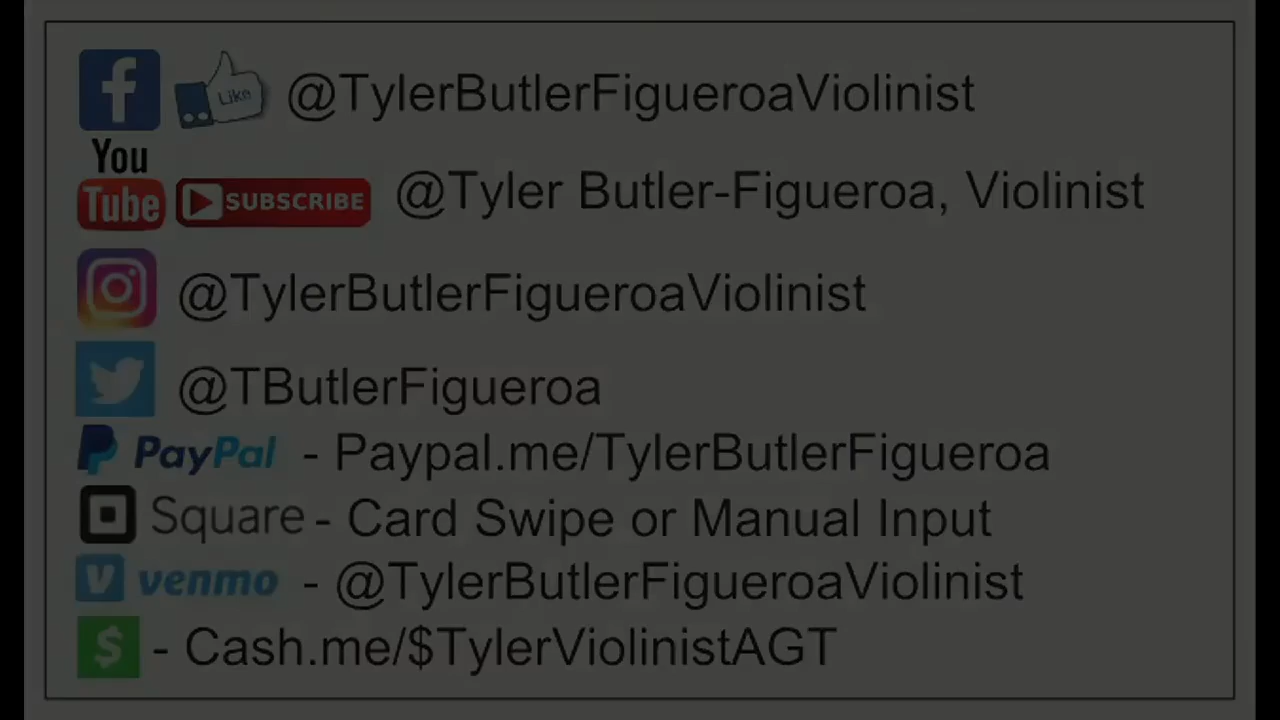 f Like @TylerButlerFigueroaViolinist
You
Tube SUBSCRIBE @Tyler Butler-Figueroa, Violinist
@TylerButlerFigueroaViolinist
@TButlerFigueroa
P PayPal - Paypal.me/TylerButlerFigueroa
Square - Card Swipe or Manual Input
V venmo - @TylerButlerFigueroaViolinist
$ - Cash.me/$TylerViolinistAGT